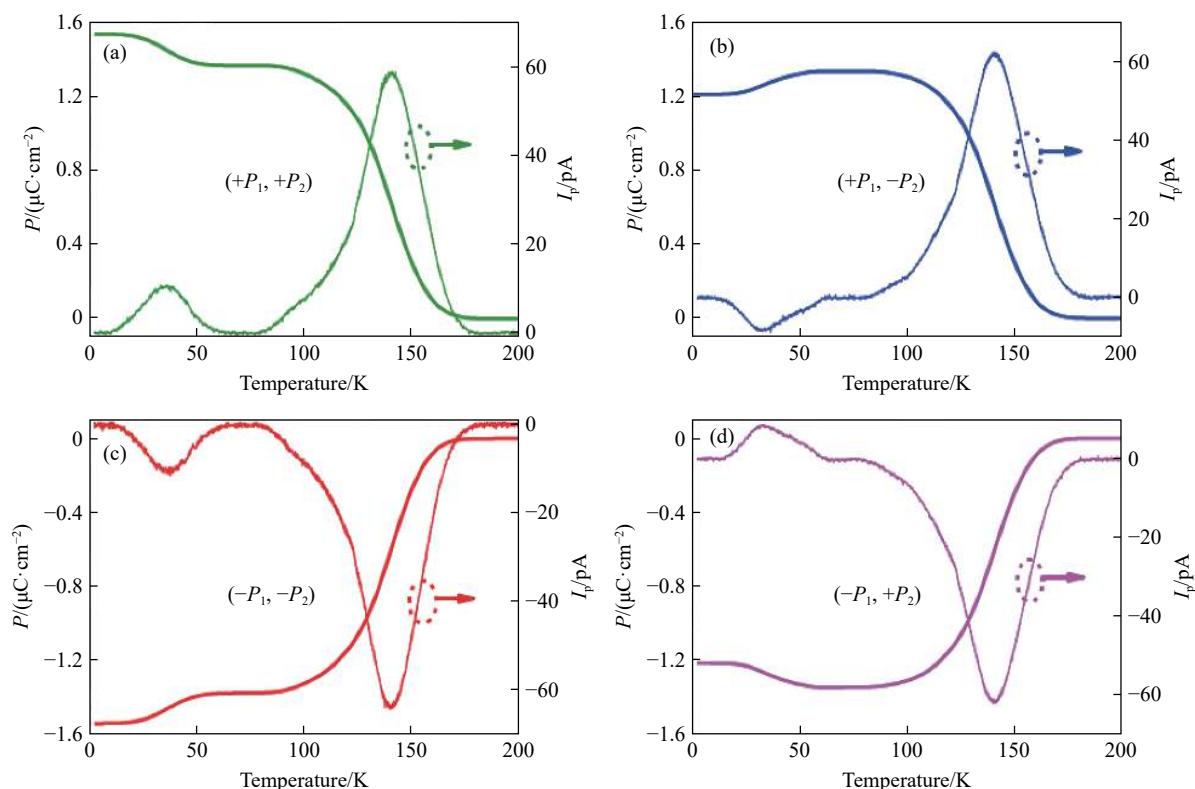 (a)
1.6
1.2
0.8
0.4
0
P/(μC·cm⁻²)
(+P₁, +P₂)
60
40
20
0
Iₚ/pA
0 50 100 150 200
Temperature/K
(b)
1.6
1.2
0.8
0.4
0
P/(μC·cm⁻²)
(+P₁, −P₂)
60
40
20
0
Iₚ/pA
0 50 100 150 200
Temperature/K
(c)
0
−0.4
−0.8
−1.2
−1.6
P/(μC·cm⁻²)
(−P₁, −P₂)
0
−20
−40
−60
Iₚ/pA
0 50 100 150 200
Temperature/K
(d)
0
−0.4
−0.8
−1.2
−1.6
P/(μC·cm⁻²)
(−P₁, +P₂)
0
−20
−40
−60
Iₚ/pA
0 50 100 150 200
Temperature/K